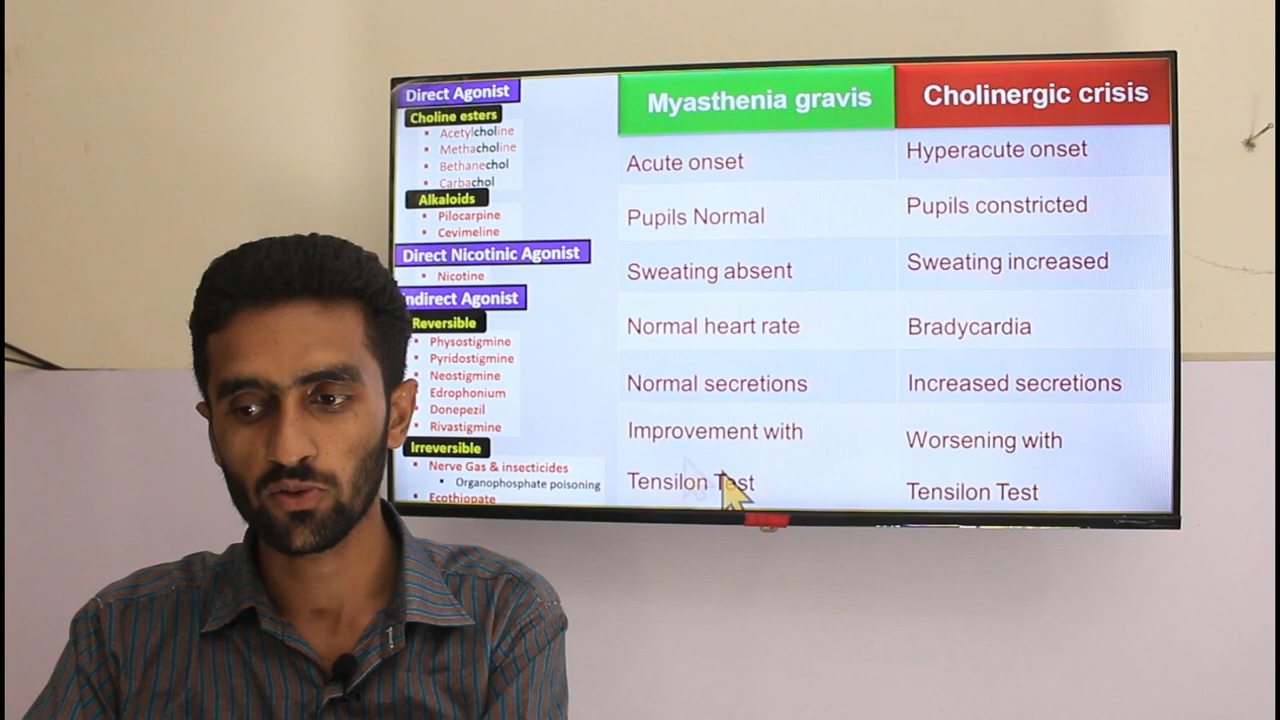 Direct Agonist
Choline esters
Acetylcholine
Methacholine
Bethanechol
Carbachol
Alkaloids
Pilocarpine
Cevimeline
Direct Nicotinic Agonist
Nicotine
Indirect Agonist
Reversible
Physostigmine
Pyridostigmine
Neostigmine
Edrophonium
Donepezil
Rivastigmine
Irreversible
Nerve Gas & insecticides
Organophosphate poisoning
Ecothiopate
Myasthenia gravis
Cholinergic crisis
Acute onset
Hyperacute onset
Pupils Normal
Pupils constricted
Sweating absent
Sweating increased
Normal heart rate
Bradycardia
Normal secretions
Increased secretions
Improvement with
Tensilon Test
Worsening with
Tensilon Test